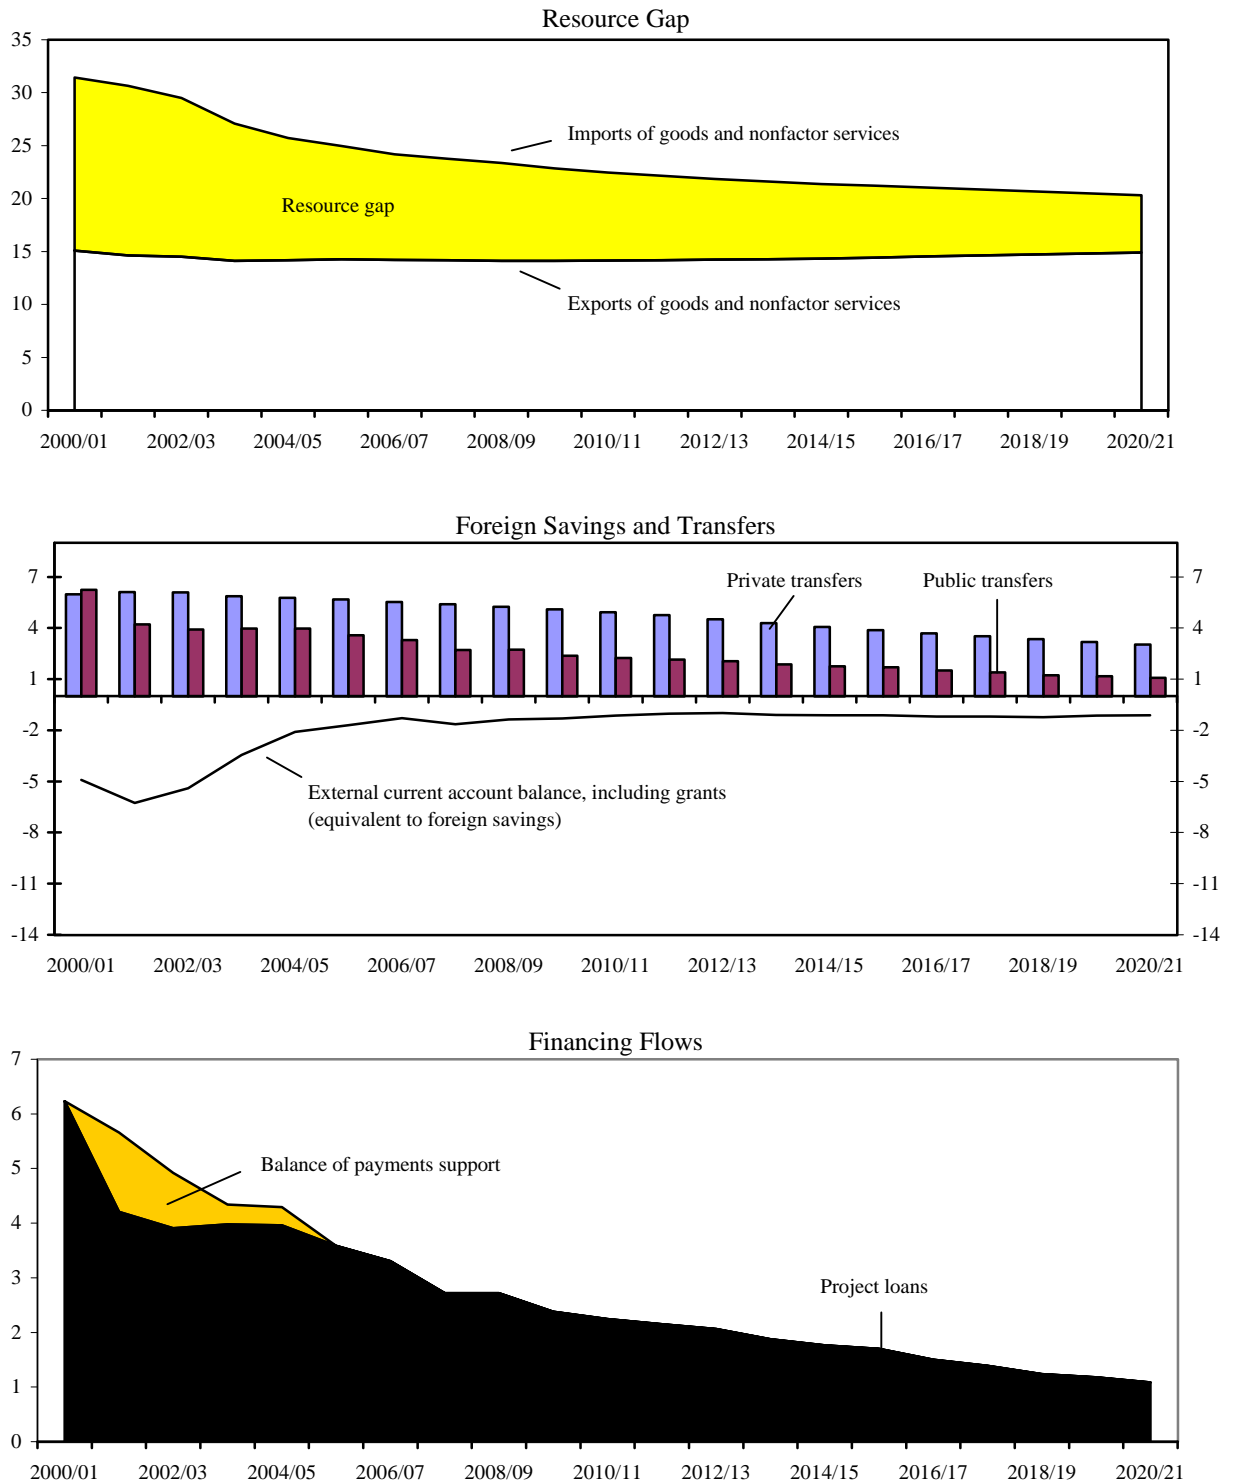 Resource Gap
35
30
25
20
15
10
5
0
Imports of goods and nonfactor services
Resource gap
Exports of goods and nonfactor services
2000/01 2002/03 2004/05 2006/07 2008/09 2010/11 2012/13 2014/15 2016/17 2018/19 2020/21
Foreign Savings and Transfers
7 7
4 4
1 1
-2 -2
-5 -5
-8 -8
-11 -11
-14 -14
Private transfers Public transfers
External current account balance, including grants
(equivalent to foreign savings)
2000/01 2002/03 2004/05 2006/07 2008/09 2010/11 2012/13 2014/15 2016/17 2018/19 2020/21
Financing Flows
7
6
5
4
3
2
1
0
Balance of payments support
Project loans
2000/01 2002/03 2004/05 2006/07 2008/09 2010/11 2012/13 2014/15 2016/17 2018/19 2020/21